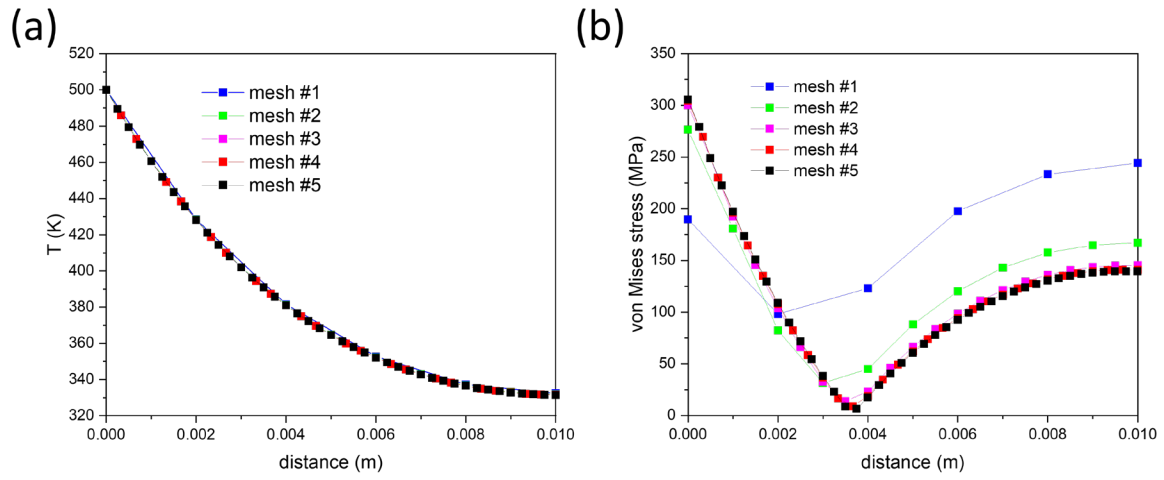 (a)
520
500
480
460
440
420
400
380
360
340
320
T (K)
mesh #1
mesh #2
mesh #3
mesh #4
mesh #5
0.000 0.002 0.004 0.006 0.008 0.010
distance (m)
(b)
350
300
250
200
150
100
50
0
von Mises stress (MPa)
mesh #1
mesh #2
mesh #3
mesh #4
mesh #5
0.000 0.002 0.004 0.006 0.008 0.010
distance (m)